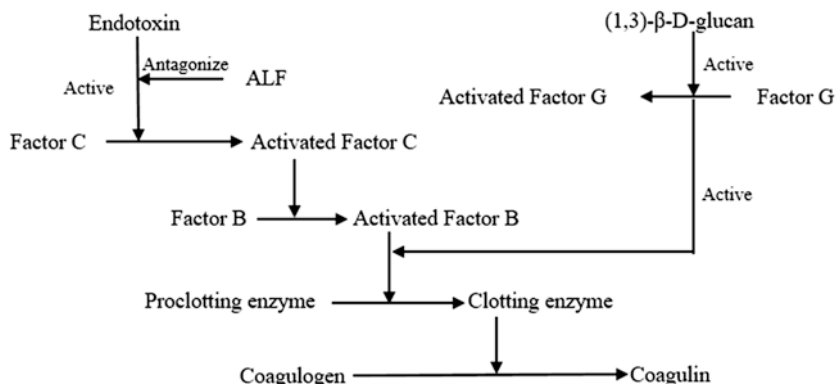 Endotoxin
(1,3)-β-D-glucan
Antagonize
ALF
Active
Active
Activated Factor G
Factor G
Factor C
Activated Factor C
Active
Factor B
Activated Factor B
Proclotting enzyme
Clotting enzyme
Coagulogen
Coagulin